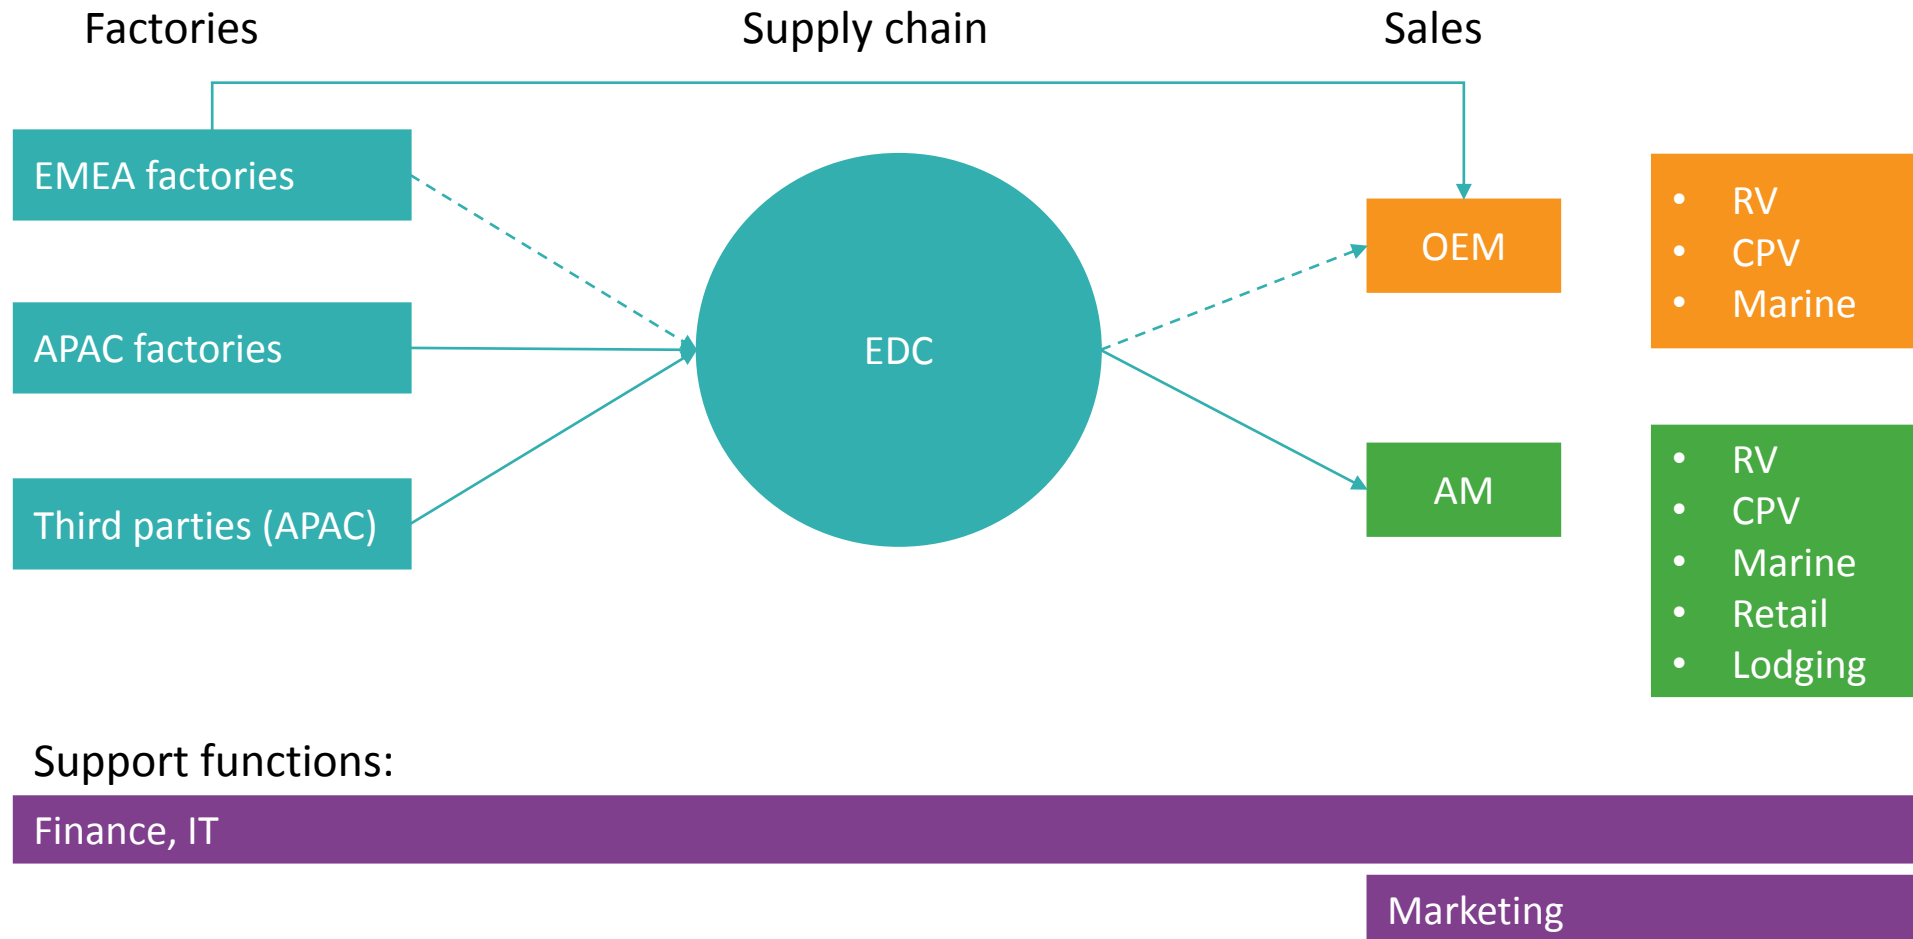 Factories
Supply chain
Sales
EMEA factories
APAC factories
Third parties (APAC)
EDC
OEM
AM
• RV
• CPV
• Marine
• RV
• CPV
• Marine
• Retail
• Lodging
Support functions:
Finance, IT
Marketing